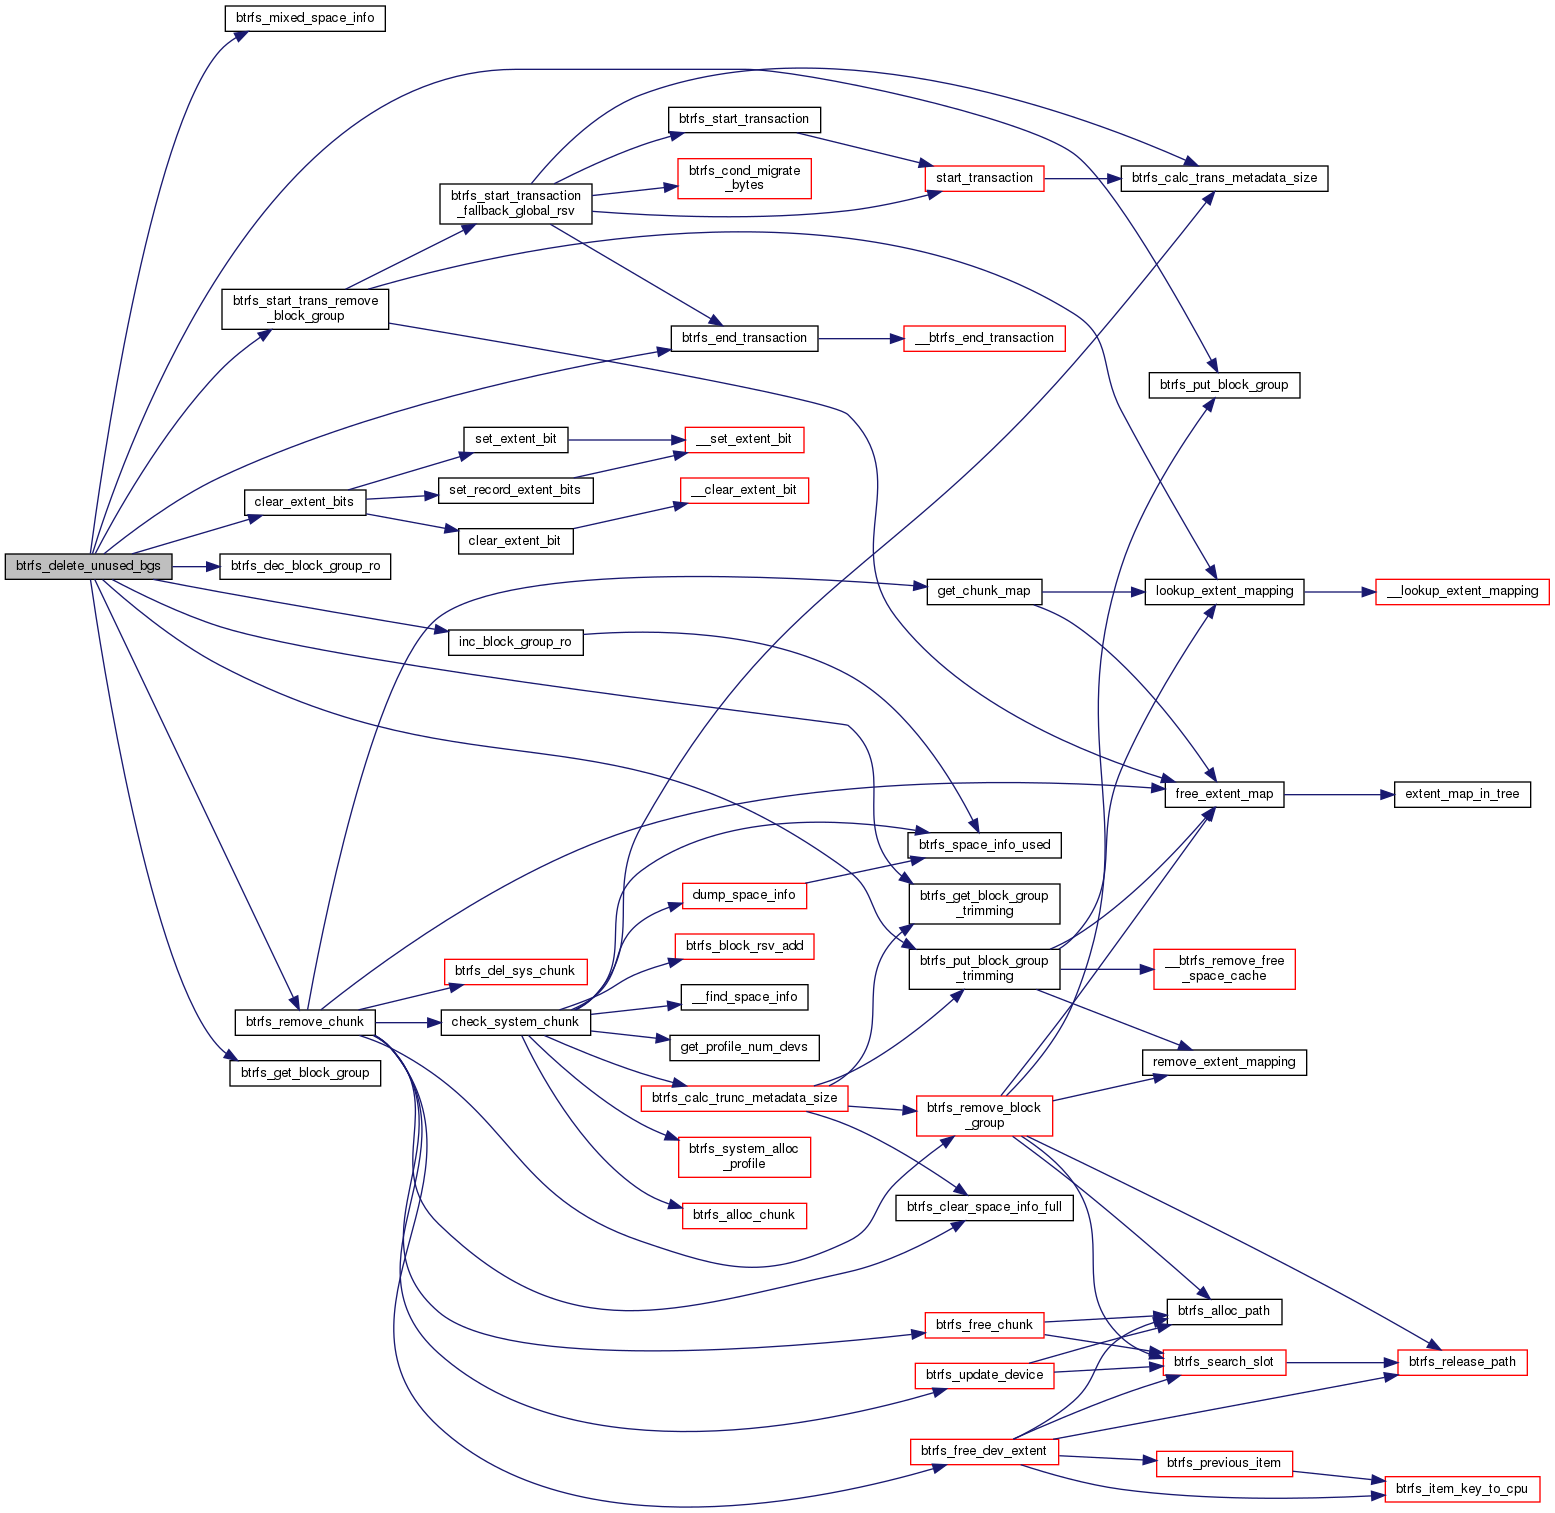 btrfs_mixed_space_info
btrfs_start_transaction
btrfs_cond_migrate
_bytes
start_transaction
btrfs_calc_trans_metadata_size
btrfs_start_transaction
_fallback_global_rsv
btrfs_start_trans_remove
_block_group
btrfs_end_transaction
__btrfs_end_transaction
btrfs_put_block_group
set_extent_bit
__set_extent_bit
set_record_extent_bits
__clear_extent_bit
clear_extent_bits
clear_extent_bit
btrfs_delete_unused_bgs
btrfs_dec_block_group_ro
get_chunk_map
lookup_extent_mapping
__lookup_extent_mapping
inc_block_group_ro
free_extent_map
extent_map_in_tree
btrfs_space_info_used
dump_space_info
btrfs_get_block_group
_trimming
btrfs_block_rsv_add
btrfs_put_block_group
_trimming
__btrfs_remove_free
_space_cache
btrfs_del_sys_chunk
__find_space_info
btrfs_remove_chunk
check_system_chunk
get_profile_num_devs
remove_extent_mapping
btrfs_get_block_group
btrfs_calc_trunc_metadata_size
btrfs_remove_block
_group
btrfs_system_alloc
_profile
btrfs_clear_space_info_full
btrfs_alloc_chunk
btrfs_alloc_path
btrfs_free_chunk
btrfs_search_slot
btrfs_release_path
btrfs_update_device
btrfs_free_dev_extent
btrfs_previous_item
btrfs_item_key_to_cpu